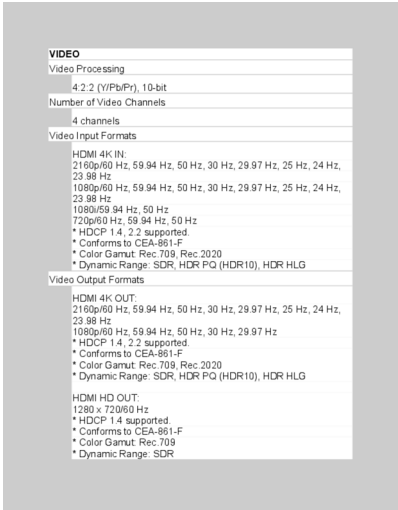 VIDEO
Video Processing
4:2:2 (Y/Pb/Pr), 10-bit
Number of Video Channels
4 channels
Video Input Formats
HDMI 4K IN:
2160p/60 Hz, 59.94 Hz, 50 Hz, 30 Hz, 29.97 Hz, 25 Hz, 24 Hz,
23.98 Hz
1080p/60 Hz, 59.94 Hz, 50 Hz, 30 Hz, 29.97 Hz, 25 Hz, 24 Hz,
23.98 Hz
1080i/59.94 Hz, 50 Hz
720p/60 Hz, 59.94 Hz, 50 Hz
* HDCP 1.4, 2.2 supported.
* Conforms to CEA-861-F
* Color Gamut: Rec.709, Rec.2020
* Dynamic Range: SDR, HDR PQ (HDR10), HDR HLG
Video Output Formats
HDMI 4K OUT:
2160p/60 Hz, 59.94 Hz, 50 Hz, 30 Hz, 29.97 Hz, 25 Hz, 24 Hz,
23.98 Hz
1080p/60 Hz, 59.94 Hz, 50 Hz, 30 Hz, 29.97 Hz
* HDCP 1.4, 2.2 supported.
* Conforms to CEA-861-F
* Color Gamut: Rec.709, Rec.2020
* Dynamic Range: SDR, HDR PQ (HDR10), HDR HLG
HDMI HD OUT:
1280 x 720/60 Hz
* HDCP 1.4 supported.
* Conforms to CEA-861-F
* Color Gamut: Rec.709
* Dynamic Range: SDR